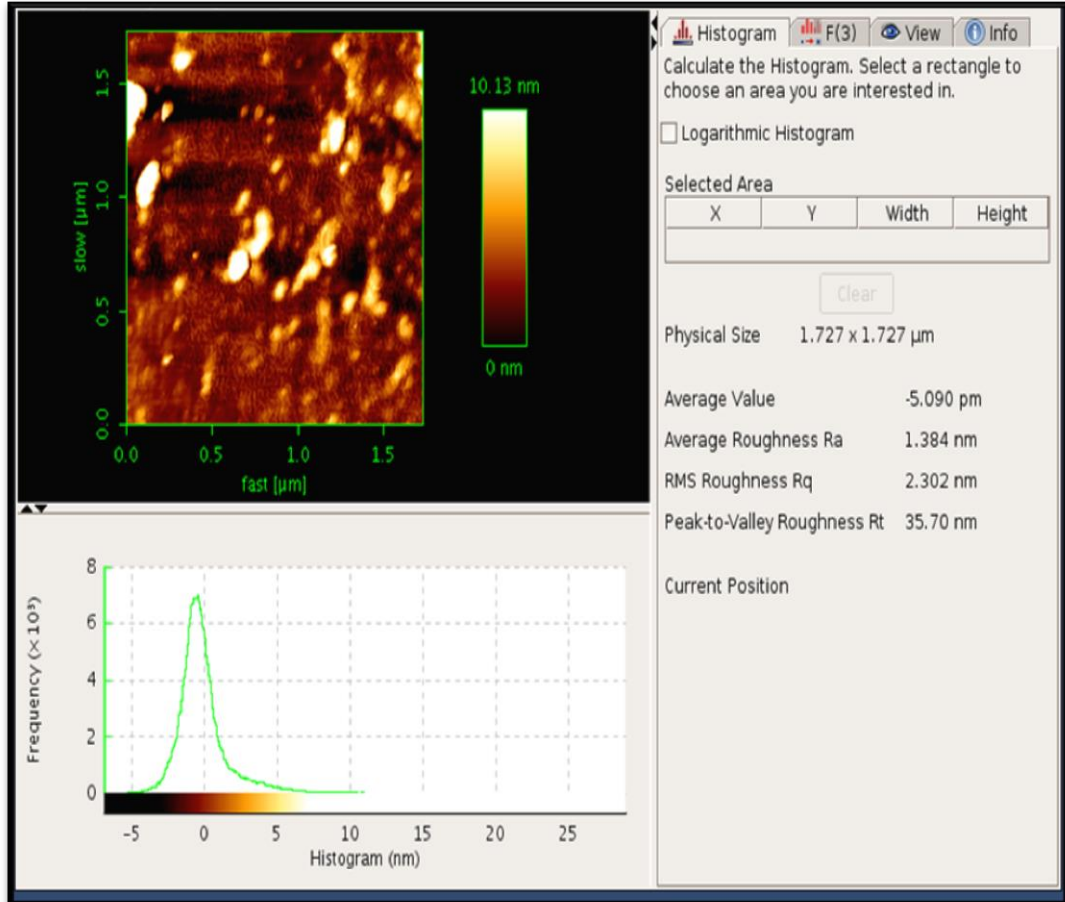 10.13 nm
0 nm
slow [µm]
1.5
1.0
0.5
0.0
0.0 0.5 1.0 1.5
fast [µm]
Histogram F(3) View Info
Calculate the Histogram. Select a rectangle to
choose an area you are interested in.
Logarithmic Histogram
Selected Area
X Y Width Height
Clear
Physical Size 1.727 x 1.727 µm
Average Value -5.090 pm
Average Roughness Ra 1.384 nm
RMS Roughness Rq 2.302 nm
Peak-to-Valley Roughness Rt 35.70 nm
Current Position
Frequency (×10³)
8
6
4
2
0
-5 0 5 10 15 20 25
Histogram (nm)